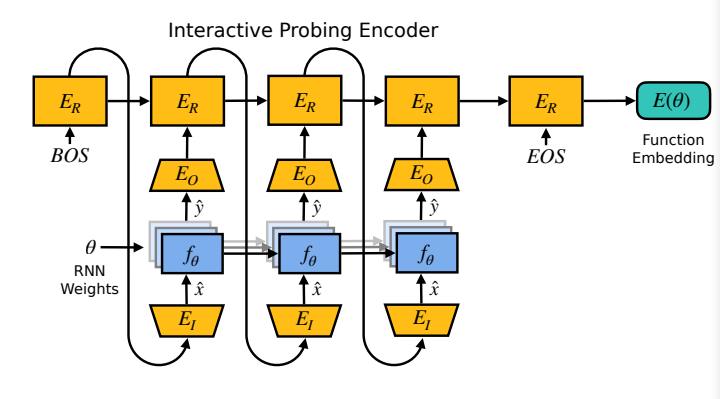 Interactive Probing Encoder
E_R
E_R
E_R
E_R
E_R
E(θ)
BOS
EOS
Function
Embedding
E_O
E_O
E_O
ŷ
ŷ
ŷ
θ
RNN
Weights
f_θ
f_θ
f_θ
x̂
x̂
x̂
E_I
E_I
E_I